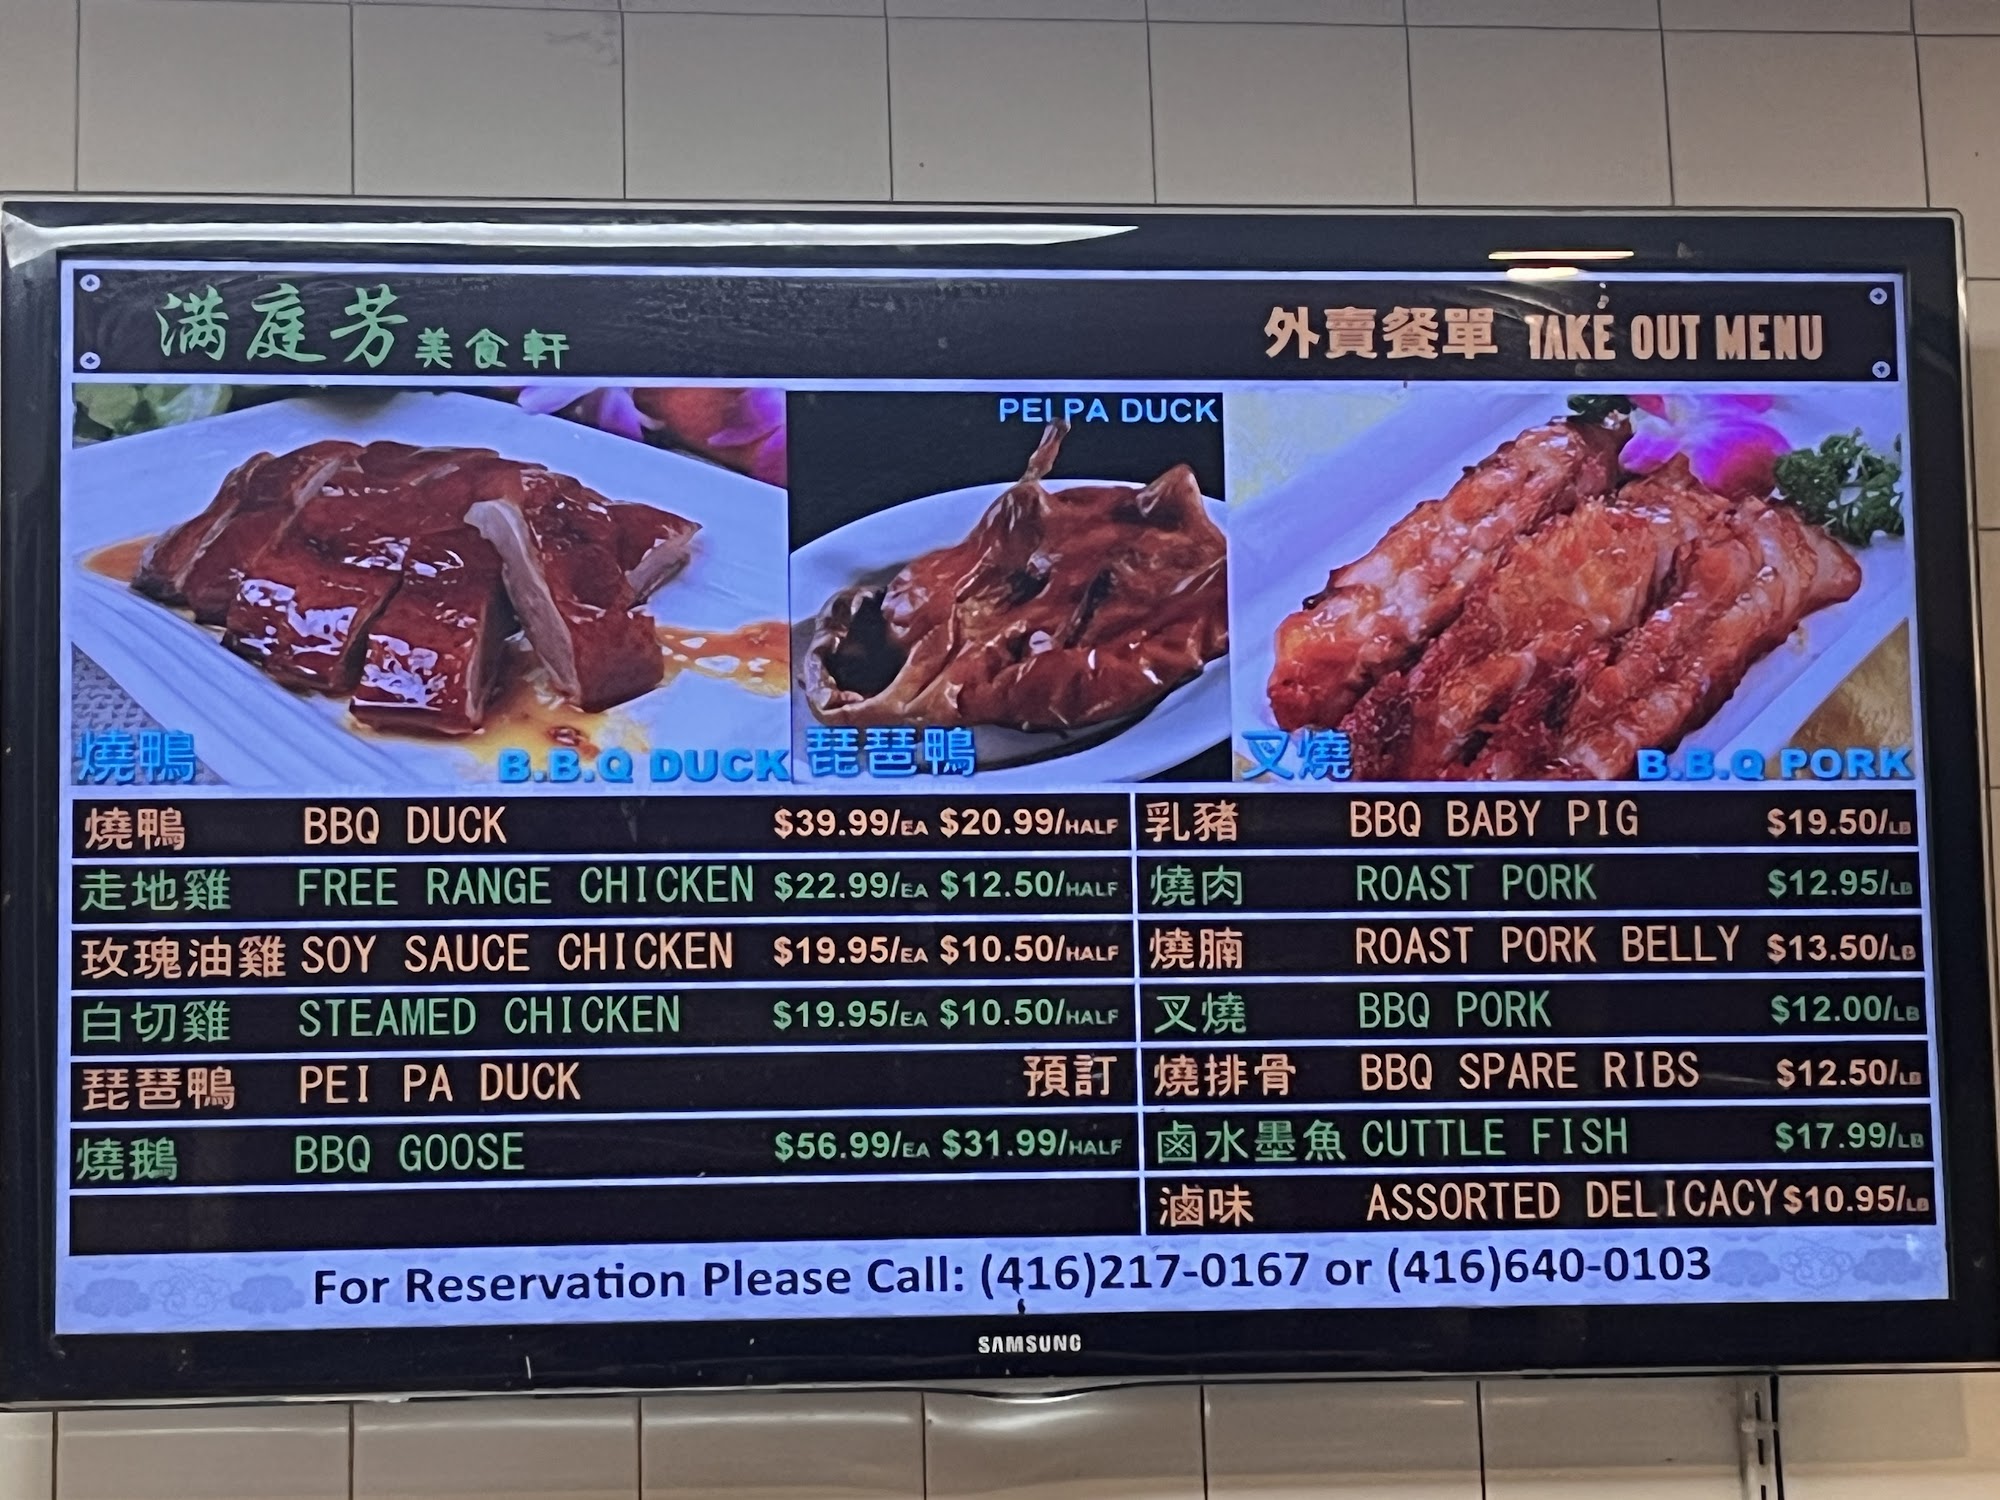 满庭芳美食軒
外賣餐單 TAKE OUT MENU
燒鴨 B.B.Q DUCK
PEI PA DUCK
琵琶鴨
叉燒 B.B.Q PORK
燒鴨 BBQ DUCK $39.99/EA $20.99/HALF
走地雞 FREE RANGE CHICKEN $22.99/EA $12.50/HALF
玫瑰油雞 SOY SAUCE CHICKEN $19.95/EA $10.50/HALF
白切雞 STEAMED CHICKEN $19.95/EA $10.50/HALF
琵琶鴨 PEI PA DUCK 預訂
燒鵝 BBQ GOOSE $56.99/EA $31.99/HALF
乳豬 BBQ BABY PIG $19.50/LB
燒肉 ROAST PORK $12.95/LB
燒腩 ROAST PORK BELLY $13.50/LB
叉燒 BBQ PORK $12.00/LB
燒排骨 BBQ SPARE RIBS $12.50/LB
鹵水墨魚 CUTTLE FISH $17.99/LB
滷味 ASSORTED DELICACY $10.95/LB
For Reservation Please Call: (416)217-0167 or (416)640-0103
SAMSUNG